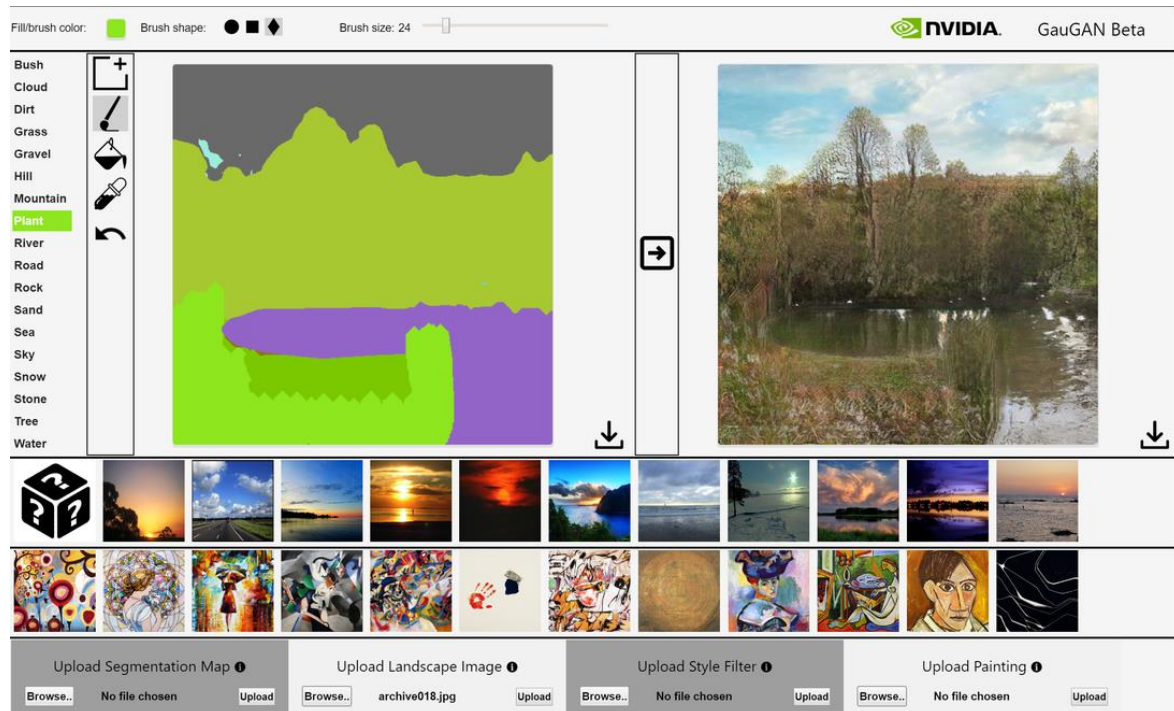 Fill/brush color: Brush shape: Brush size: 24 NVIDIA. GauGAN Beta
Bush
Cloud
Dirt
Grass
Gravel
Hill
Mountain
Plant
River
Road
Rock
Sand
Sea
Sky
Snow
Stone
Tree
Water
Upload Segmentation Map
Browse.. No file chosen Upload
Upload Landscape Image
Browse.. archive018.jpg Upload
Upload Style Filter
Browse.. No file chosen Upload
Upload Painting
Browse.. No file chosen Upload